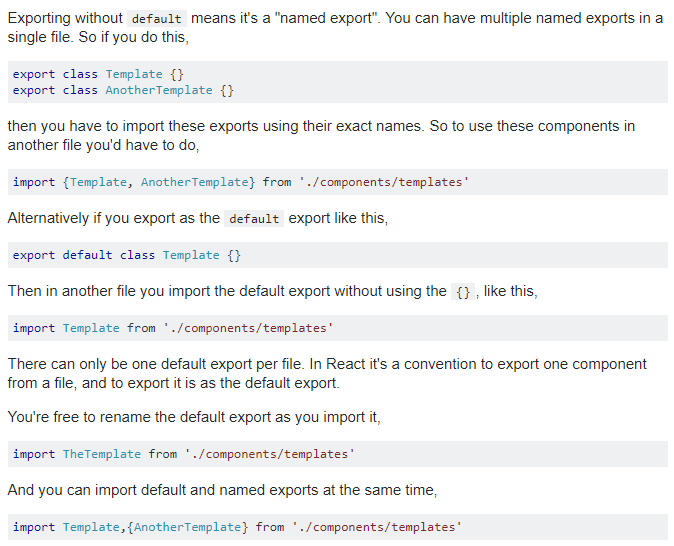 Exporting without default means it's a "named export". You can have multiple named exports in a
single file. So if you do this,
export class Template {}
export class AnotherTemplate {}
then you have to import these exports using their exact names. So to use these components in
another file you'd have to do,
import {Template, AnotherTemplate} from './components/templates'
Alternatively if you export as the default export like this,
export default class Template {}
Then in another file you import the default export without using the {}, like this,
import Template from './components/templates'
There can only be one default export per file. In React it's a convention to export one component
from a file, and to export it is as the default export.
You're free to rename the default export as you import it,
import TheTemplate from './components/templates'
And you can import default and named exports at the same time,
import Template,{AnotherTemplate} from './components/templates'